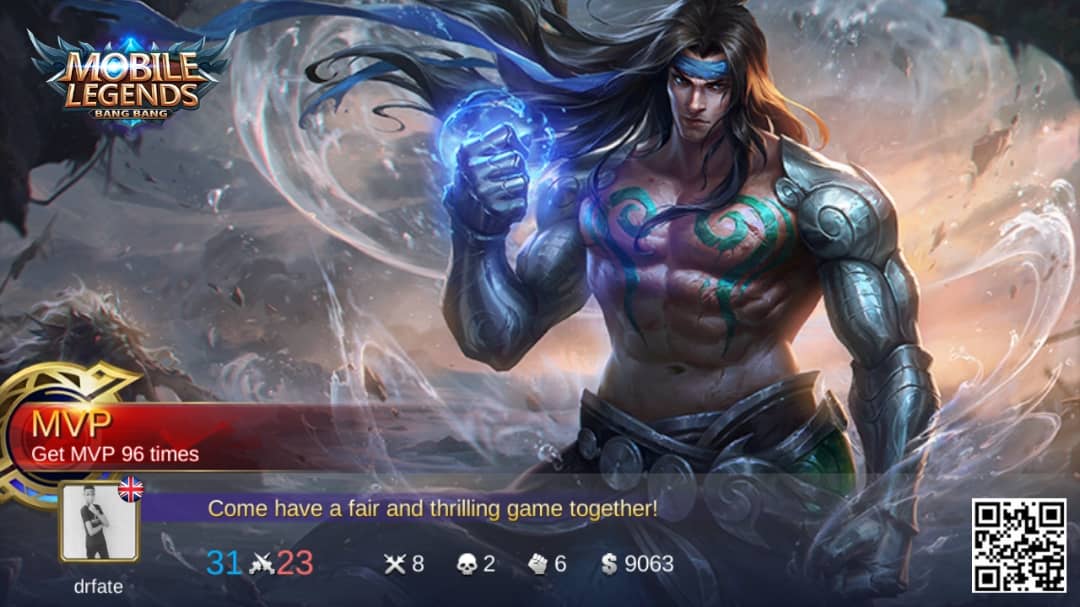 MOBILE
LEGENDS
BANG BANG
MVP
Get MVP 96 times
Come have a fair and thrilling game together!
31 23 8 2 6 $ 9063
drfate